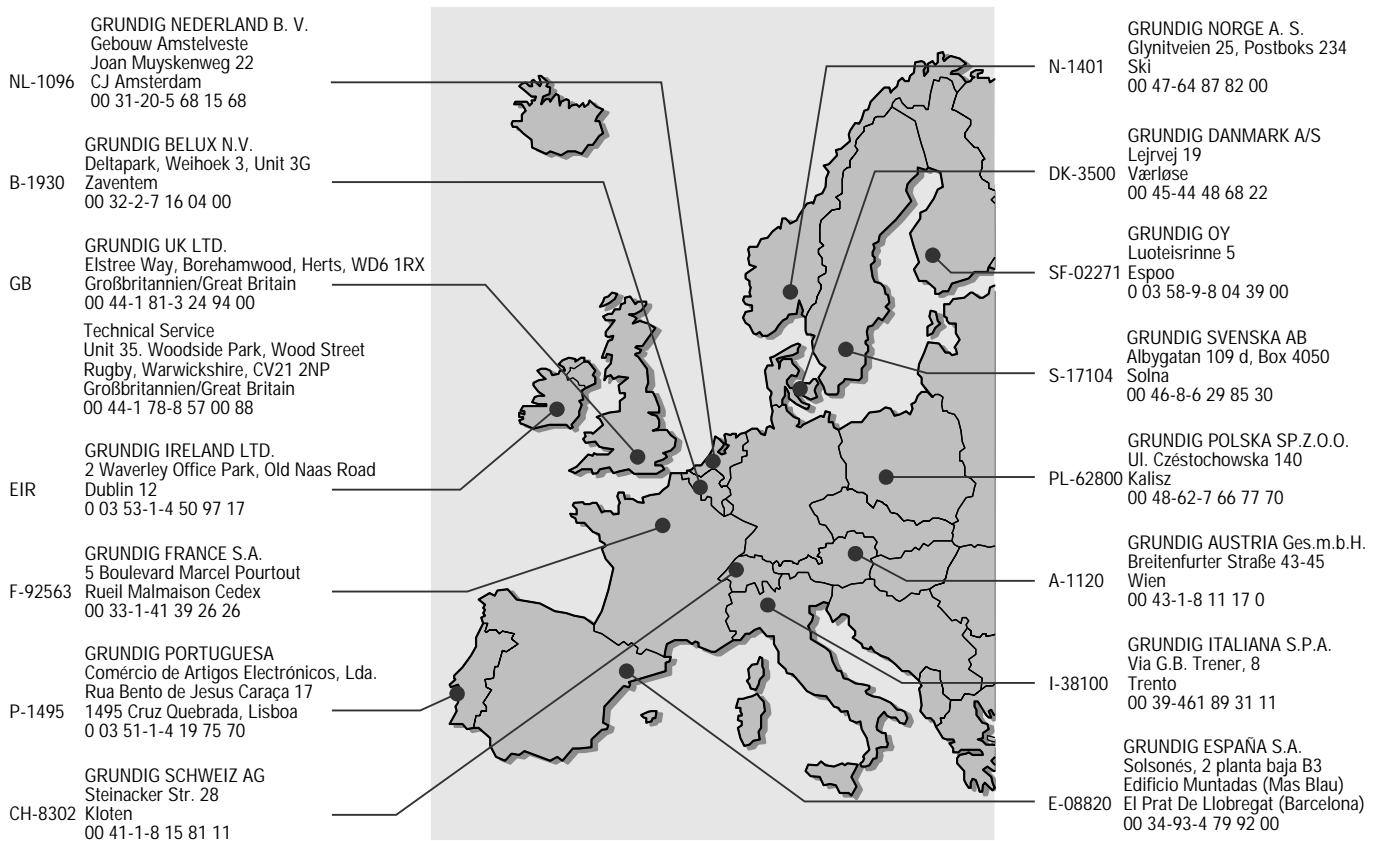 GRUNDIG NEDERLAND B. V.
Gebouw Amstelveste
Joan Muyskenweg 22
NL-1096 CJ Amsterdam
00 31-20-5 68 15 68
GRUNDIG BELUX N.V.
Deltapark, Weihoek 3, Unit 3G
B-1930 Zaventem
00 32-2-7 16 04 00
GRUNDIG UK LTD.
Elstree Way, Borehamwood, Herts, WD6 1RX
GB Großbritannien/Great Britain
00 44-1 81-3 24 94 00
Technical Service
Unit 35. Woodside Park, Wood Street
Rugby, Warwickshire, CV21 2NP
Großbritannien/Great Britain
00 44-1 78-8 57 00 88
GRUNDIG IRELAND LTD.
2 Waverley Office Park, Old Naas Road
EIR Dublin 12
0 03 53-1-4 50 97 17
GRUNDIG FRANCE S.A.
5 Boulevard Marcel Pourtout
F-92563 Rueil Malmaison Cedex
00 33-1-41 39 26 26
GRUNDIG PORTUGUESA
Comércio de Artigos Electrónicos, Lda.
Rua Bento de Jesus Caraça 17
P-1495 1495 Cruz Quebrada, Lisboa
0 03 51-1-4 19 75 70
GRUNDIG SCHWEIZ AG
Steinacker Str. 28
CH-8302 Kloten
00 41-1-8 15 81 11
GRUNDIG NORGE A. S.
Glynitveien 25, Postboks 234
N-1401 Ski
00 47-64 87 82 00
GRUNDIG DANMARK A/S
Lejrvej 19
DK-3500 Værløse
00 45-44 48 68 22
GRUNDIG OY
Luoteisrinne 5
SF-02271 Espoo
0 03 58-9-8 04 39 00
GRUNDIG SVENSKA AB
Albygatan 109 d, Box 4050
S-17104 Solna
00 46-8-6 29 85 30
GRUNDIG POLSKA SP.Z.O.O.
Ul. Czéstochowska 140
PL-62800 Kalisz
00 48-62-7 66 77 70
GRUNDIG AUSTRIA Ges.m.b.H.
Breitenfurter Straße 43-45
A-1120 Wien
00 43-1-8 11 17 0
GRUNDIG ITALIANA S.P.A.
Via G.B. Trener, 8
I-38100 Trento
00 39-461 89 31 11
GRUNDIG ESPAÑA S.A.
Solsonés, 2 planta baja B3
Edificio Muntadas (Mas Blau)
E-08820 El Prat De Llobregat (Barcelona)
00 34-93-4 79 92 00